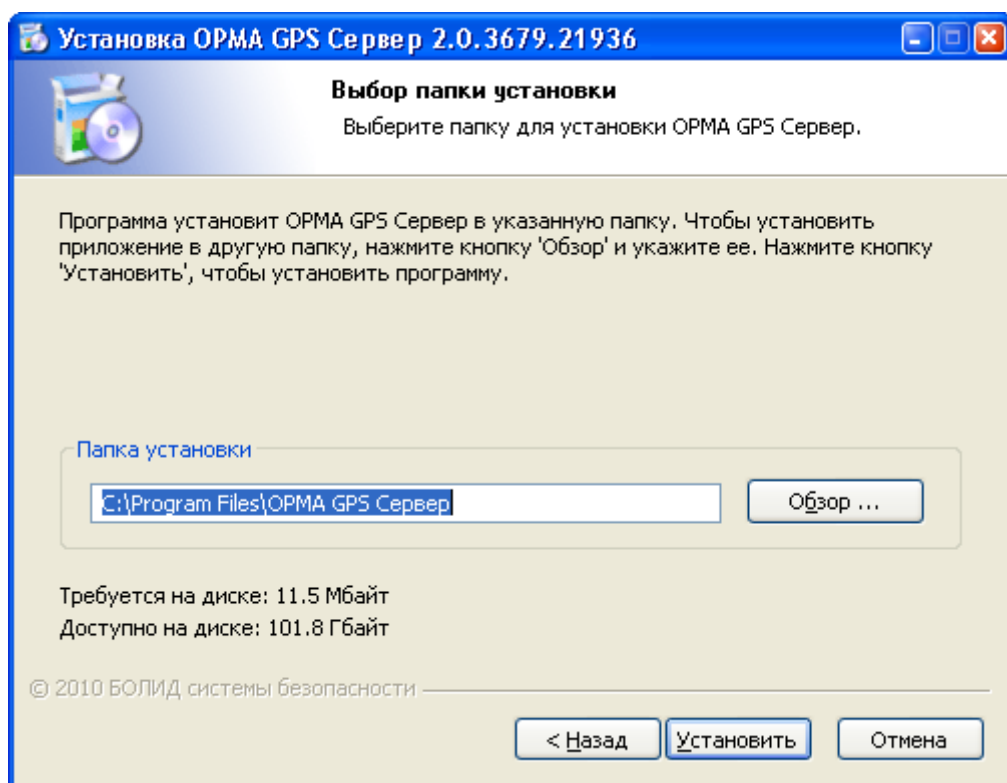 Установка ОРМА GPS Сервер 2.0.3679.21936
Выбор папки установки
Выберите папку для установки ОРМА GPS Сервер.
Программа установит ОРМА GPS Сервер в указанную папку. Чтобы установить
приложение в другую папку, нажмите кнопку 'Обзор' и укажите ее. Нажмите кнопку
'Установить', чтобы установить программу.
Папка установки
C:\Program Files\ОРМА GPS Сервер
Обзор ...
Требуется на диске: 11.5 Мбайт
Доступно на диске: 101.8 Гбайт
© 2010 БОЛИД системы безопасности
< Назад
Установить
Отмена